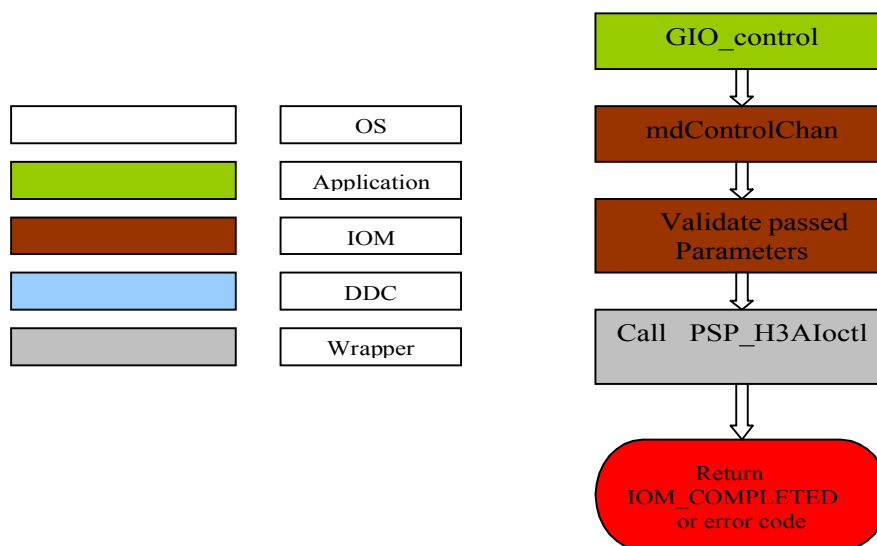 OS
Application
IOM
DDC
Wrapper
GIO_control
mdControlChan
Validate passed
Parameters
Call PSP_H3AIoctl
Return
IOM_COMPLETED
or error code